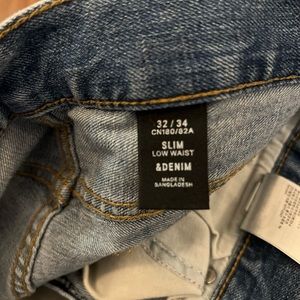 32 / 34
CN180/82A
SLIM
LOW WAIST
&DENIM
MADE IN
BANGLADESH